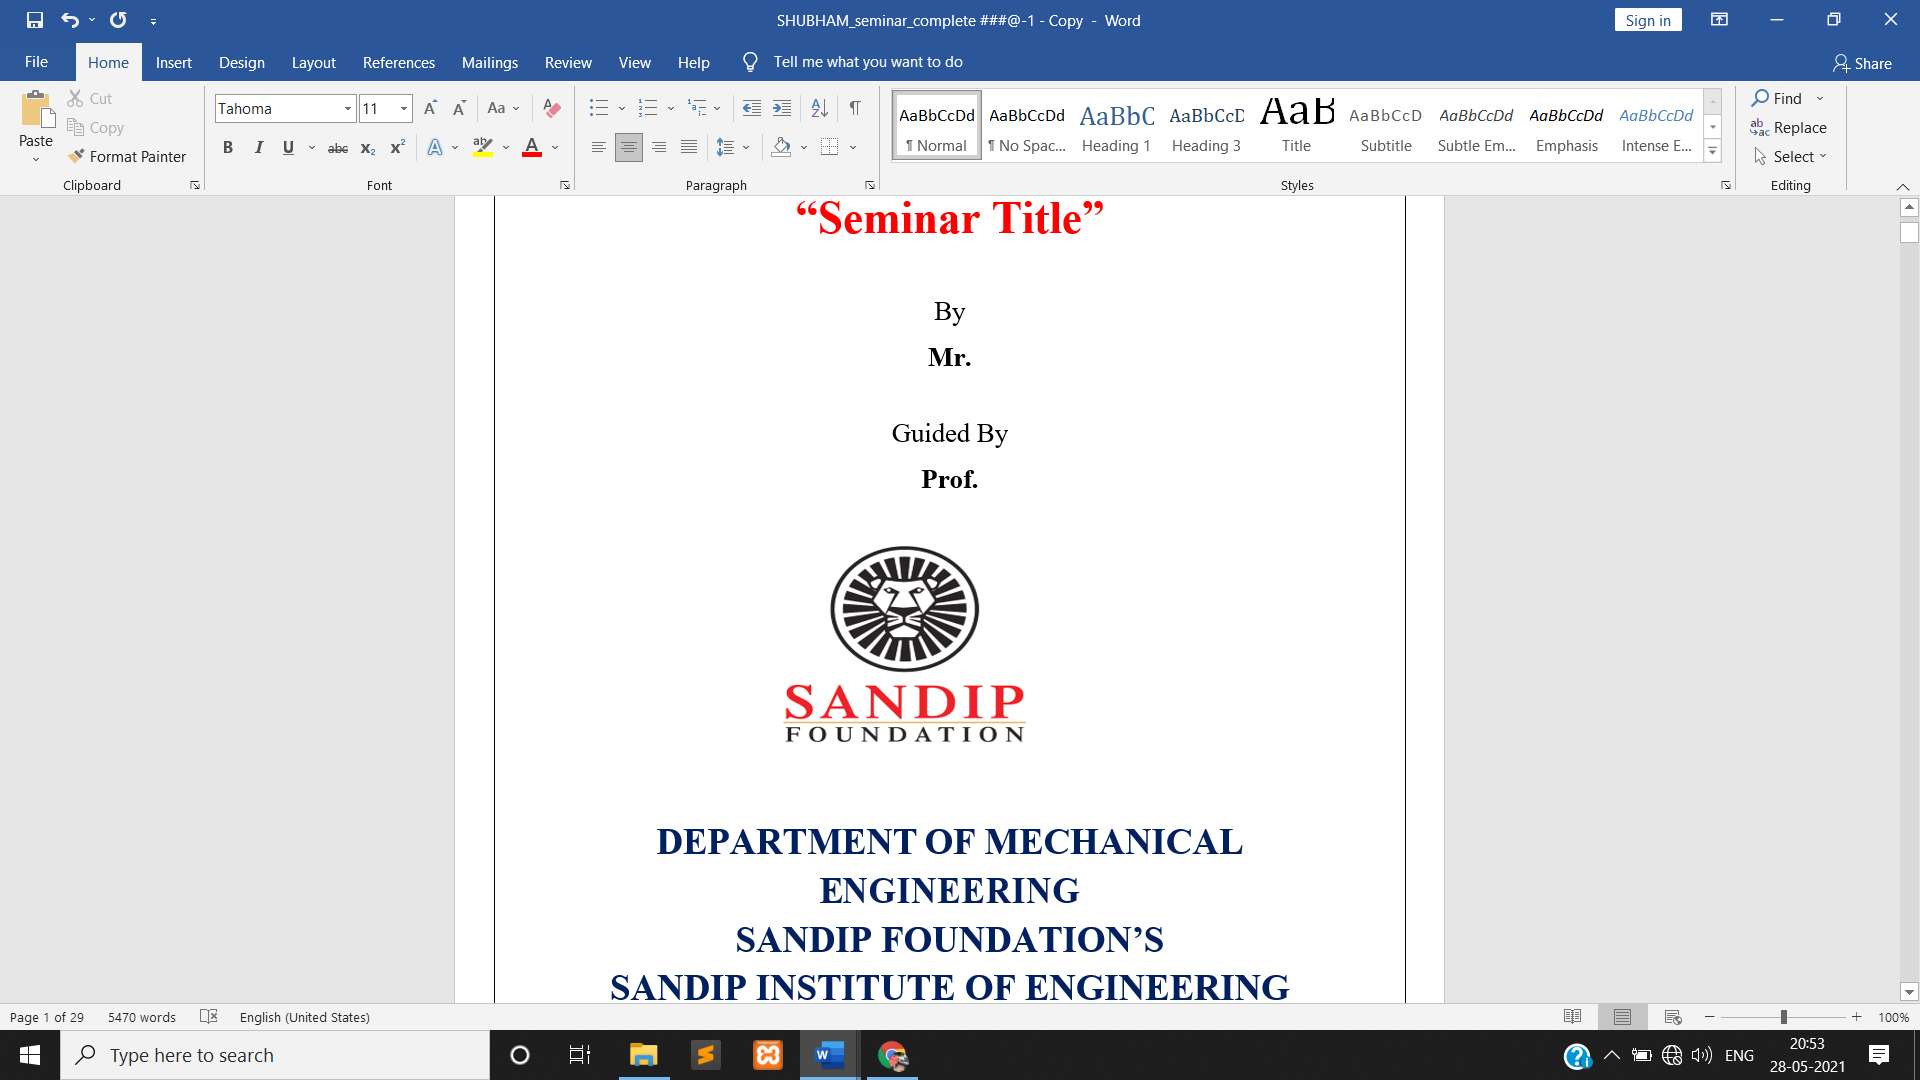 SHUBHAM_seminar_complete ###@-1 - Copy - Word
Sign in
File Home Insert Design Layout References Mailings Review View Help Tell me what you want to do
Share
Paste
Cut
Copy
Format Painter
Clipboard
Tahoma 11
Font
Paragraph
AaBbCcDd AaBbCcDd AaBbC AaBbCcD AaB AaBbCcD AaBbCcDd AaBbCcDd AaBbCcDd
¶ Normal ¶ No Spac... Heading 1 Heading 3 Title Subtitle Subtle Em... Emphasis Intense E...
Styles
Find
Replace
Select
Editing
“Seminar Title”
By
Mr.
Guided By
Prof.
SANDIP
FOUNDATION
DEPARTMENT OF MECHANICAL
ENGINEERING
SANDIP FOUNDATION’S
SANDIP INSTITUTE OF ENGINEERING
Page 1 of 29 5470 words English (United States)
100%
Type here to search
ENG
20:53
28-05-2021